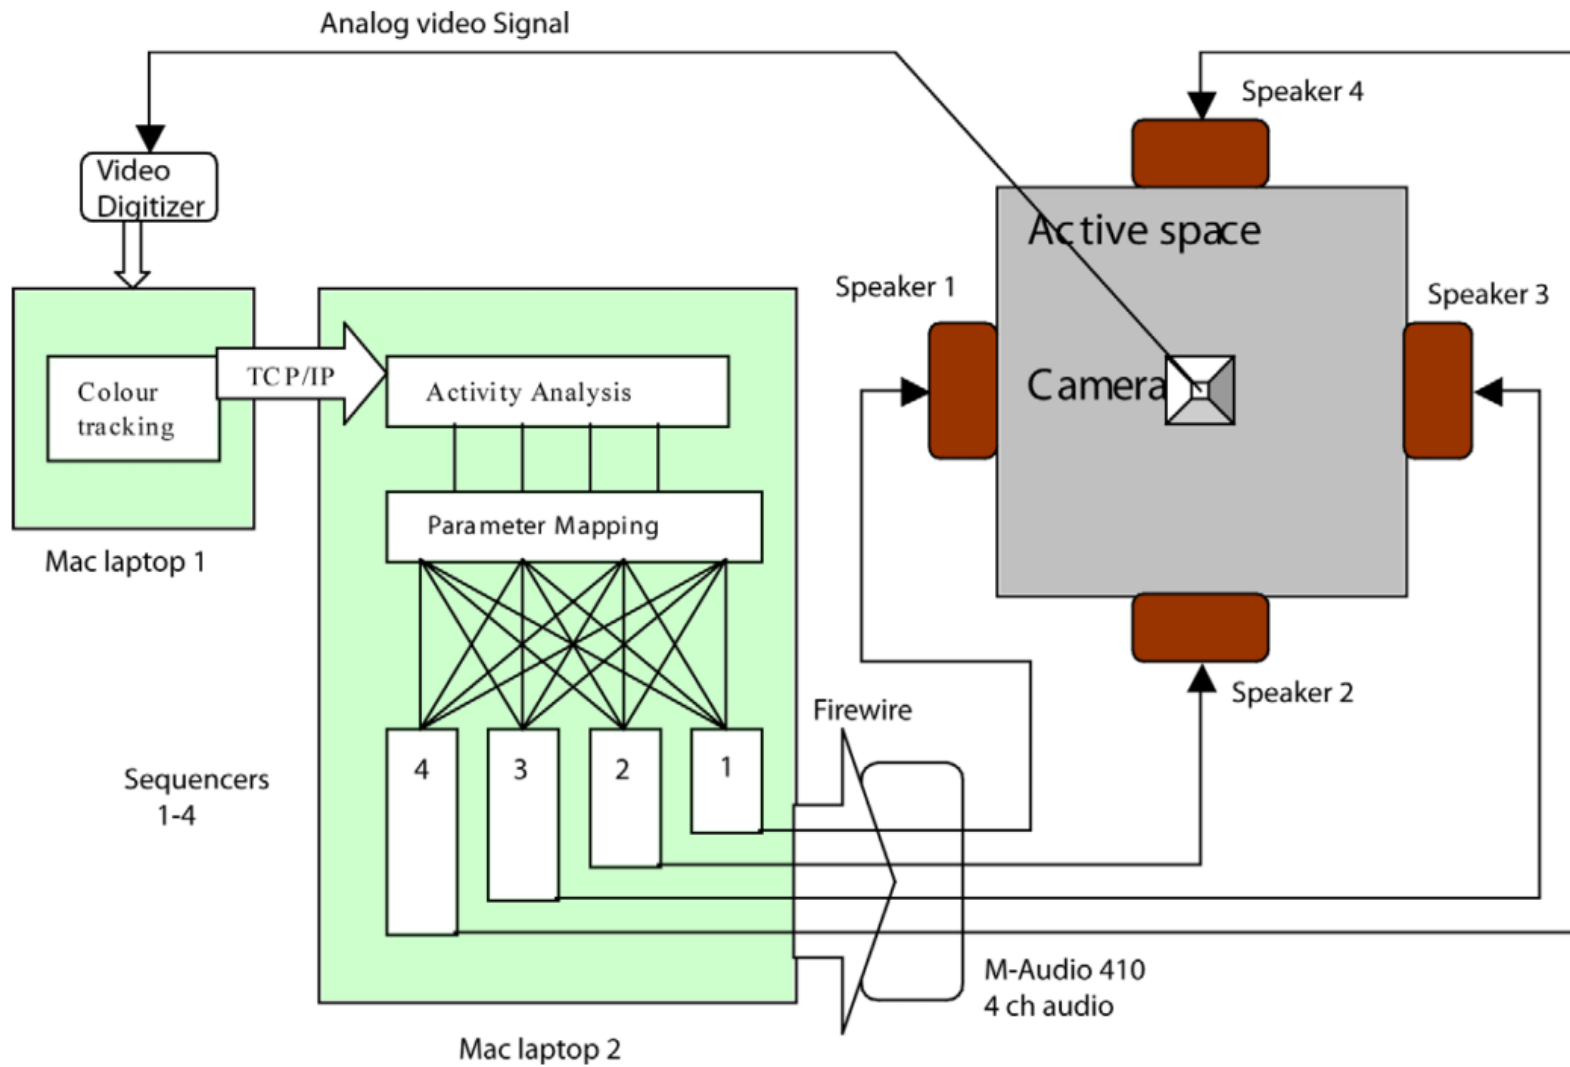 Analog video Signal
Speaker 4
Video
Digitizer
Active space
Speaker 1
Speaker 3
TCP/IP
Colour
tracking
Activity Analysis
Camera
Parameter Mapping
Mac laptop 1
Speaker 2
Firewire
Sequencers
1-4
4
3
2
1
M-Audio 410
4 ch audio
Mac laptop 2